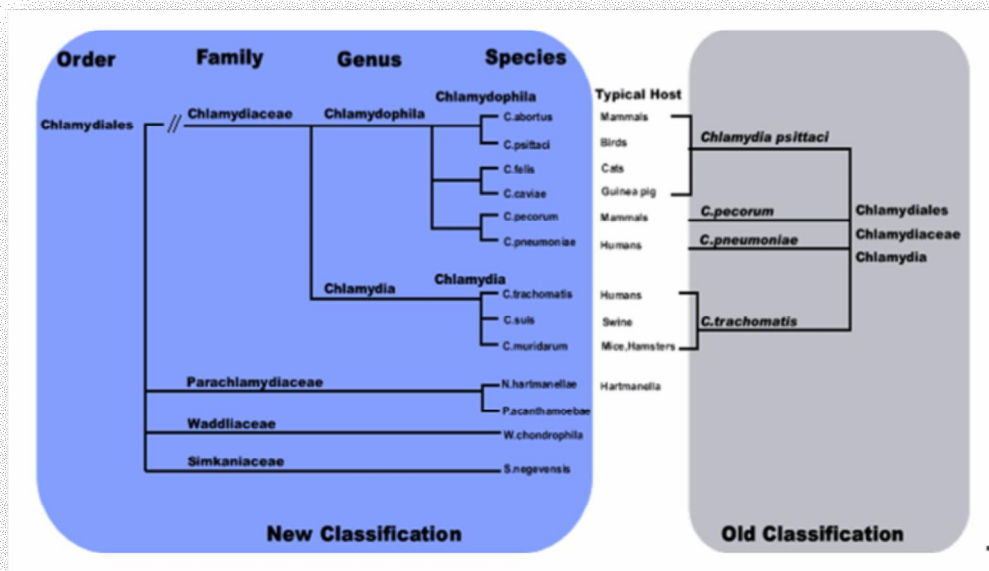 Order Family Genus Species
Chlamydophila Typical Host
Chlamydiales Chlamydiaceae Chlamydophila C.abortus Mammals
Chlamydia psittaci
C.psittaci Birds
C.felis Cats
C.caviae Guinea pig
C.pecorum Mammals C.pecorum Chlamydiales
C.pneumoniae Humans C.pneumoniae Chlamydiaceae
Chlamydia
Chlamydia Chlamydia
C.trachomatis Humans
C.suis Swine C.trachomatis
C.muridarum Mice,Hamsters
Parachlamydiaceae N.hartmanellae Hartmanella
P.acanthamoebae
Waddliaceae W.chondrophila
Simkaniaceae S.negevensis
New Classification Old Classification